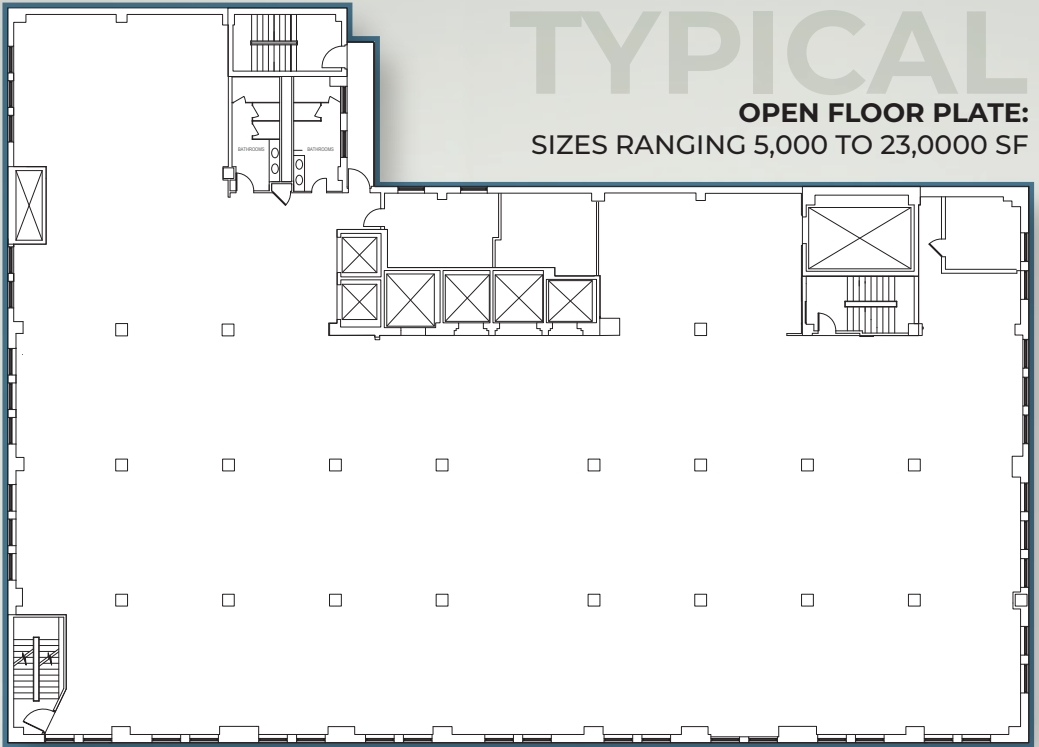 TYPICAL
OPEN FLOOR PLATE:
SIZES RANGING 5,000 TO 23,0000 SF
BATHROOMS BATHROOMS